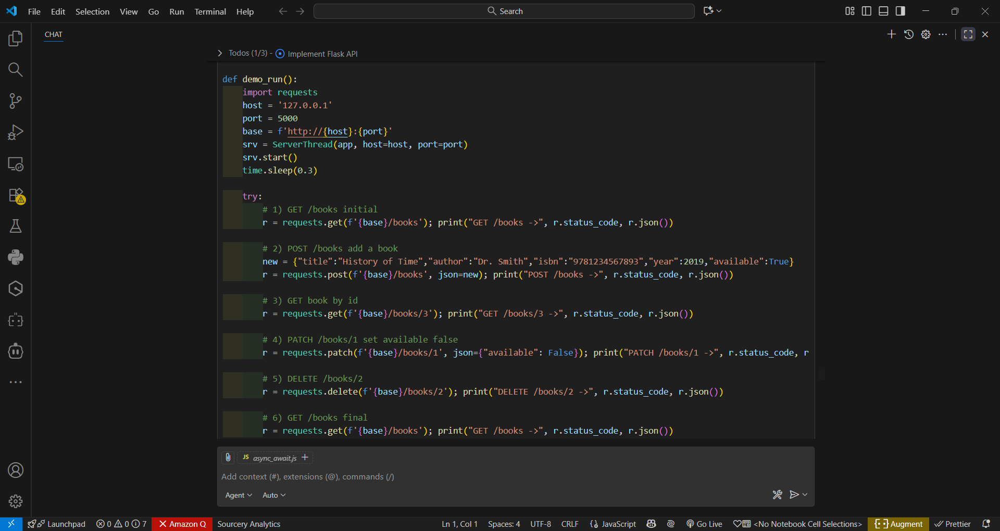 File Edit Selection View Go Run Terminal Help
Search
CHAT
Todos (1/3) - Implement Flask API
def demo_run():
    import requests
    host = '127.0.0.1'
    port = 5000
    base = f'http://{host}:{port}'
    srv = ServerThread(app, host=host, port=port)
    srv.start()
    time.sleep(0.3)
    try:
        # 1) GET /books initial
        r = requests.get(f'{base}/books'); print("GET /books ->", r.status_code, r.json())
        # 2) POST /books add a book
        new = {"title":"History of Time","author":"Dr. Smith","isbn":"9781234567893","year":2019,"available":True}
        r = requests.post(f'{base}/books', json=new); print("POST /books ->", r.status_code, r.json())
        # 3) GET book by id
        r = requests.get(f'{base}/books/3'); print("GET /books/3 ->", r.status_code, r.json())
        # 4) PATCH /books/1 set available false
        r = requests.patch(f'{base}/books/1', json={"available": False}); print("PATCH /books/1 ->", r.status_code, r
        # 5) DELETE /books/2
        r = requests.delete(f'{base}/books/2'); print("DELETE /books/2 ->", r.status_code, r.json())
        # 6) GET /books final
        r = requests.get(f'{base}/books'); print("GET /books ->", r.status_code, r.json())
JS async_await.js
Add context (#), extensions (@), commands (/)
Agent Auto
Launchpad 0 0 7 Amazon Q Sourcery Analytics Ln 1, Col 1 Spaces: 4 UTF-8 CRLF JavaScript Go Live <No Notebook Cell Selections> Augment Prettier